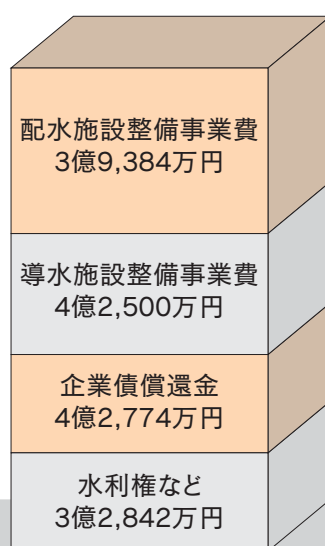 配水施設整備事業費
3億9,384万円
導水施設整備事業費
4億2,500万円
企業債償還金
4億2,774万円
水利権など
3億2,842万円